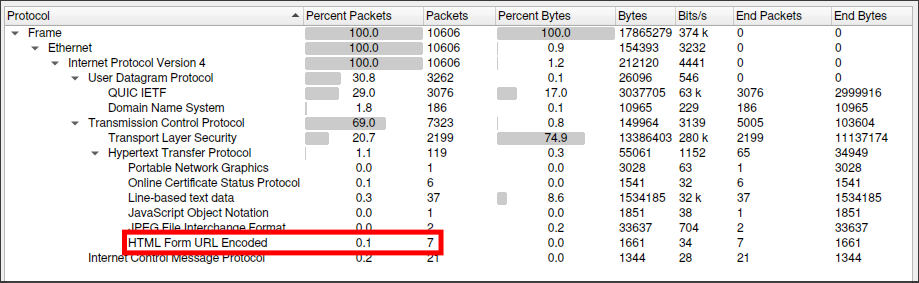 Protocol Percent Packets Packets Percent Bytes Bytes Bits/s End Packets End Bytes
Frame 100.0 10606 100.0 17865279 374 k 0 0
Ethernet 100.0 10606 0.9 154393 3232 0 0
Internet Protocol Version 4 100.0 10606 1.2 212120 4441 0 0
User Datagram Protocol 30.8 3262 0.1 26096 546 0 0
QUIC IETF 29.0 3076 17.0 3037705 63 k 3076 2999916
Domain Name System 1.8 186 0.1 10965 229 186 10965
Transmission Control Protocol 69.0 7323 0.8 149964 3139 5005 103604
Transport Layer Security 20.7 2199 74.9 13386403 280 k 2199 11137174
Hypertext Transfer Protocol 1.1 119 0.3 55061 1152 65 34949
Portable Network Graphics 0.0 1 0.0 3028 63 1 3028
Online Certificate Status Protocol 0.1 6 0.0 1541 32 6 1541
Line-based text data 0.3 37 8.6 1534185 32 k 37 1534185
JavaScript Object Notation 0.0 1 0.0 1851 38 1 1851
JPEG File Interchange Format 0.0 2 0.2 33637 704 2 33637
HTML Form URL Encoded 0.1 7 0.0 1661 34 7 1661
Internet Control Message Protocol 0.2 21 0.0 1344 28 21 1344